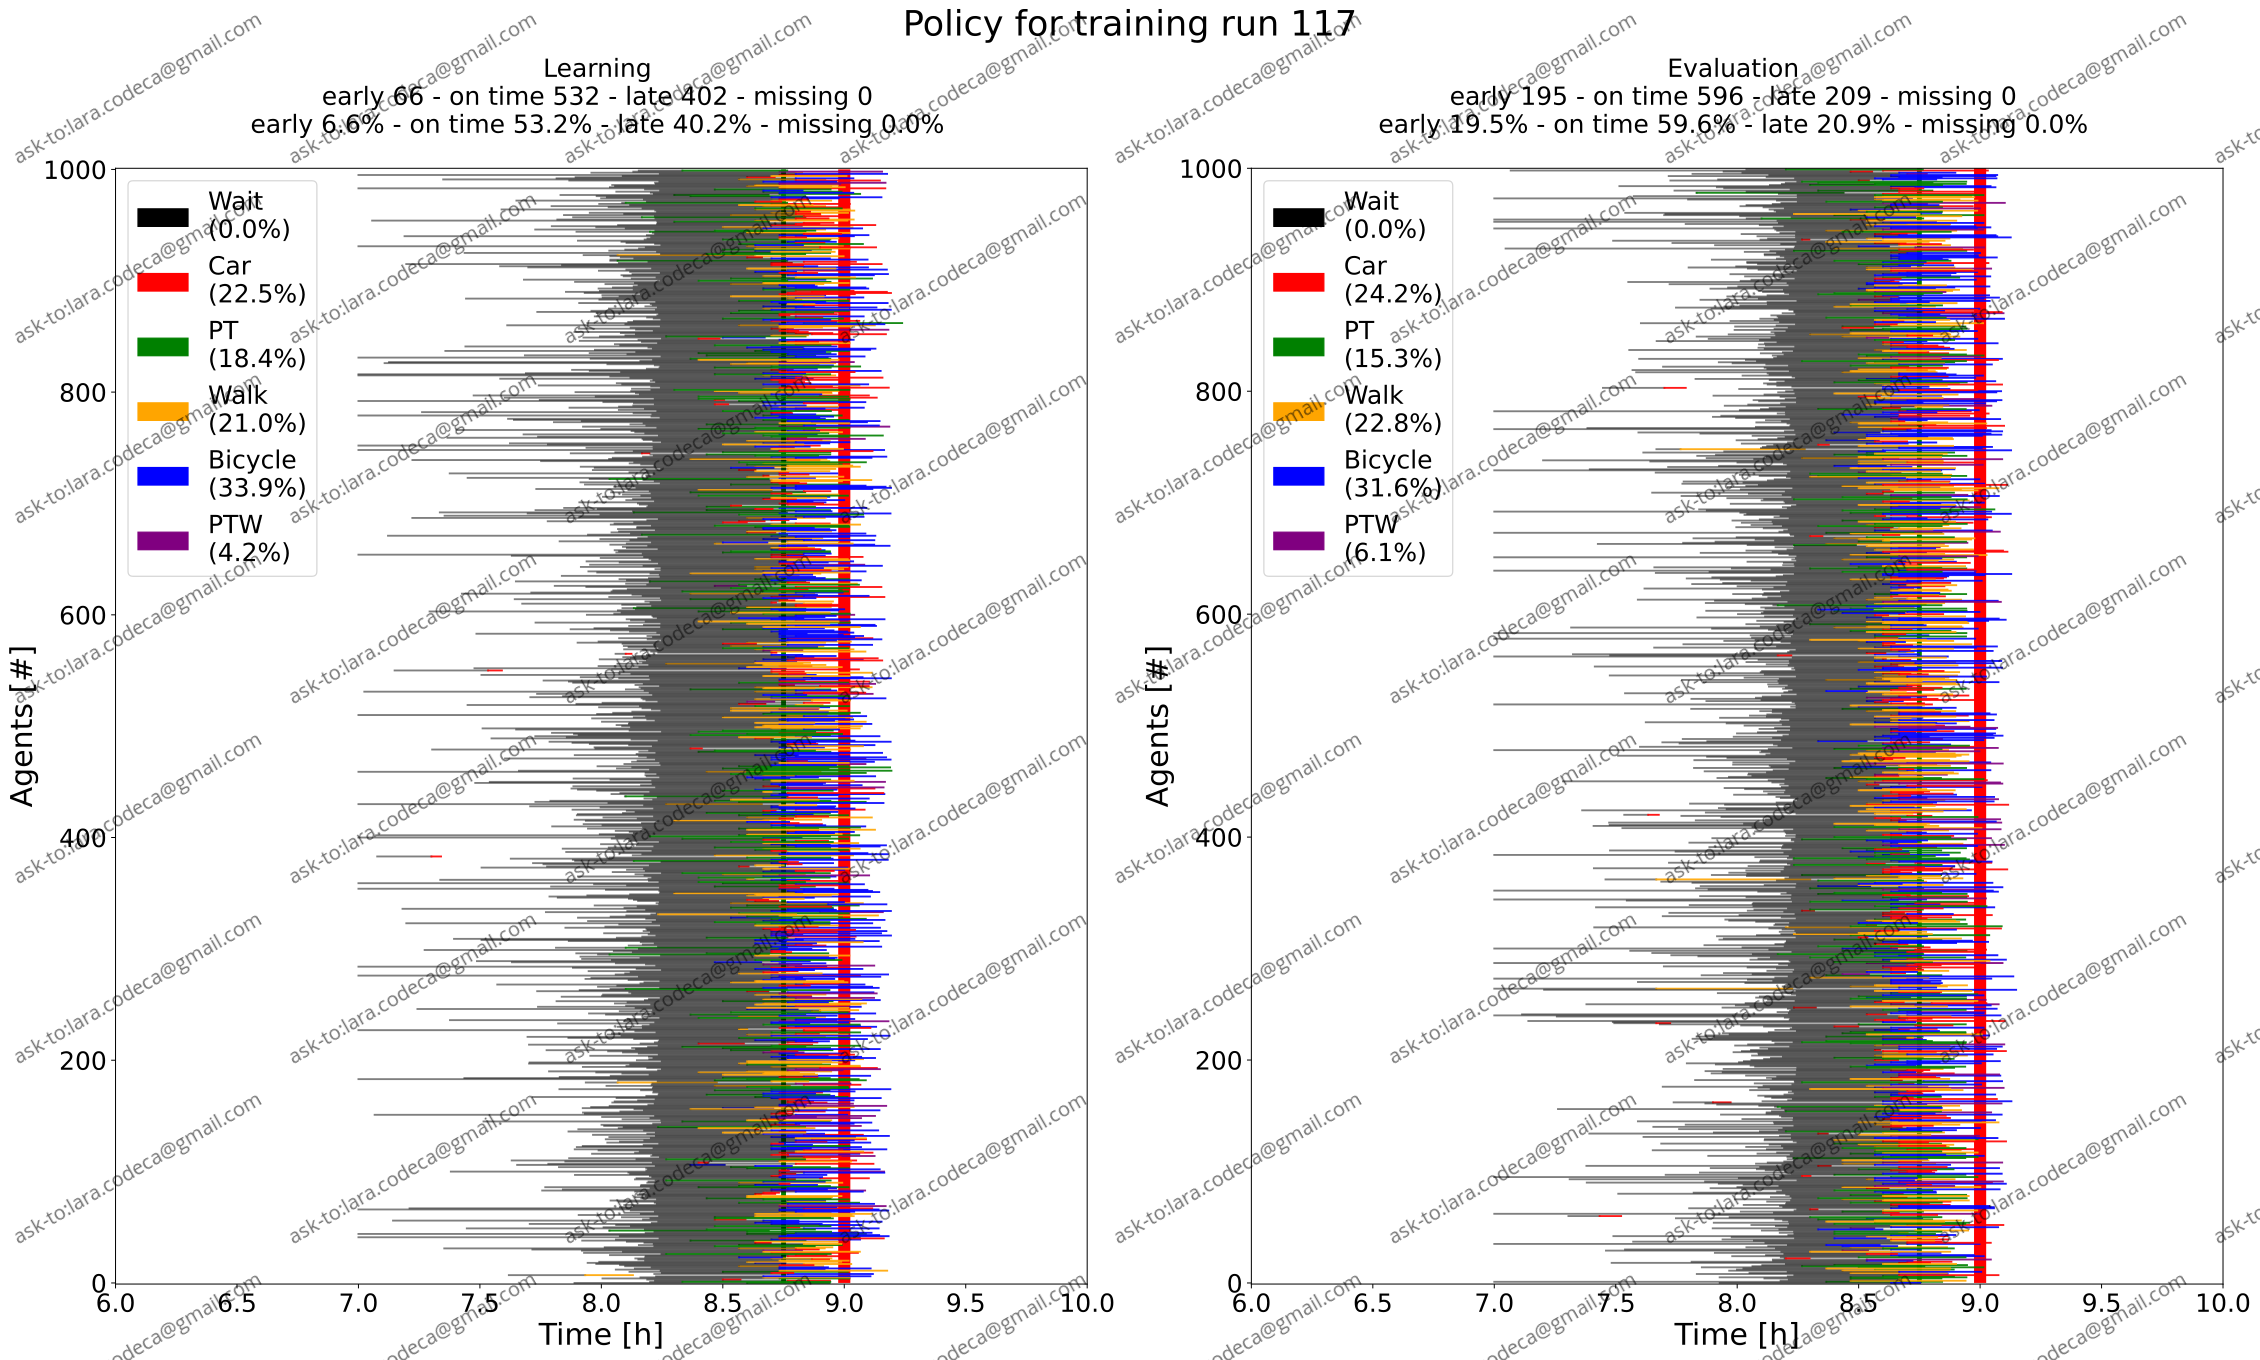 Policy for training run 117
Learning
early 66 - on time 532 - late 402 - missing 0
early 6.6% - on time 53.2% - late 40.2% - missing 0.0%
1000
800
600
400
200
0
Agents [#]
Wait
(0.0%)
Car
(22.5%)
PT
(18.4%)
Walk
(21.0%)
Bicycle
(33.9%)
PTW
(4.2%)
6.0 6.5 7.0 7.5 8.0 8.5 9.0 9.5 10.0
Time [h]
Evaluation
early 195 - on time 596 - late 209 - missing 0
early 19.5% - on time 59.6% - late 20.9% - missing 0.0%
1000
800
600
400
200
0
Agents [#]
Wait
(0.0%)
Car
(24.2%)
PT
(15.3%)
Walk
(22.8%)
Bicycle
(31.6%)
PTW
(6.1%)
6.0 6.5 7.0 7.5 8.0 8.5 9.0 9.5 10.0
Time [h]
ask-to:lara.codeca@gmail.com